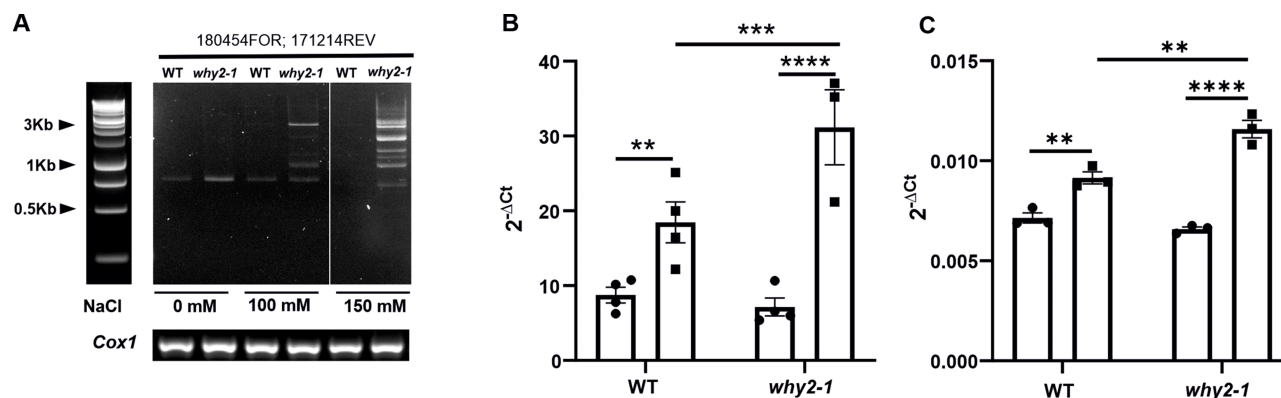 A
180454FOR; 171214REV
WT why2-1 WT why2-1 WT why2-1
3Kb
1Kb
0.5Kb
NaCl 0 mM 100 mM 150 mM
Cox1
B
***
****
**
40
30
20
10
0
2^-ΔCt
WT why2-1
C
**
****
**
0.015
0.010
0.005
0.000
2^-ΔCt
WT why2-1